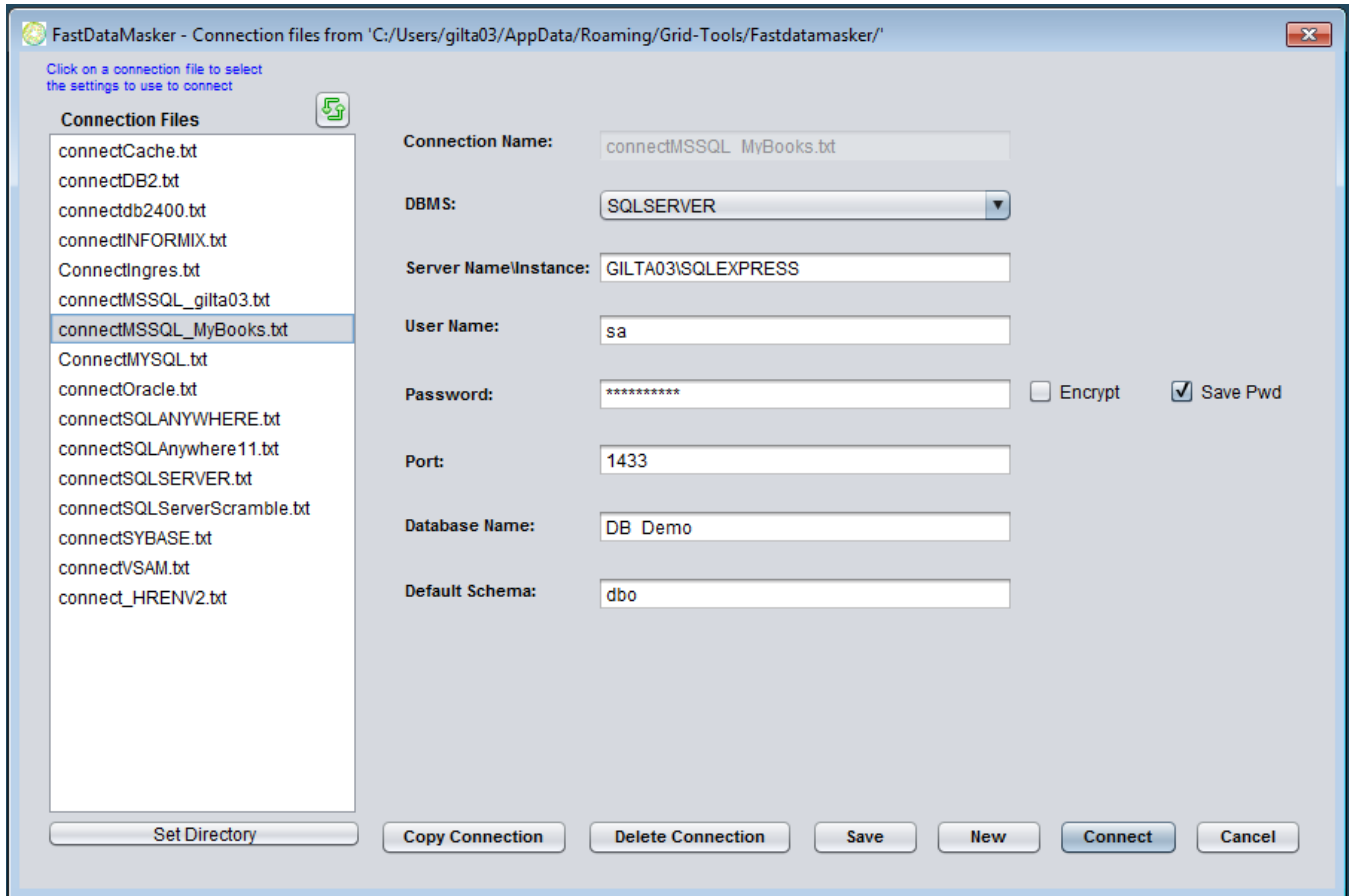 FastDataMasker - Connection files from 'C:/Users/gilta03/AppData/Roaming/Grid-Tools/Fastdatamasker/'
Click on a connection file to select
the settings to use to connect
Connection Files
connectCache.txt
connectDB2.txt
connectdb2400.txt
connectINFORMIX.txt
ConnectIngres.txt
connectMSSQL_gilta03.txt
connectMSSQL_MyBooks.txt
ConnectMYSQL.txt
connectOracle.txt
connectSQLANYWHERE.txt
connectSQLAnywhere11.txt
connectSQLSERVER.txt
connectSQLServerScramble.txt
connectSYBASE.txt
connectVSAM.txt
connect_HRENV2.txt
Set Directory
Connection Name: connectMSSQL_MyBooks.txt
DBMS: SQLSERVER
Server Name\Instance: GILTA03\SQLEXPRESS
User Name: sa
Password: ********** Encrypt Save Pwd
Port: 1433
Database Name: DB_Demo
Default Schema: dbo
Copy Connection Delete Connection Save New Connect Cancel